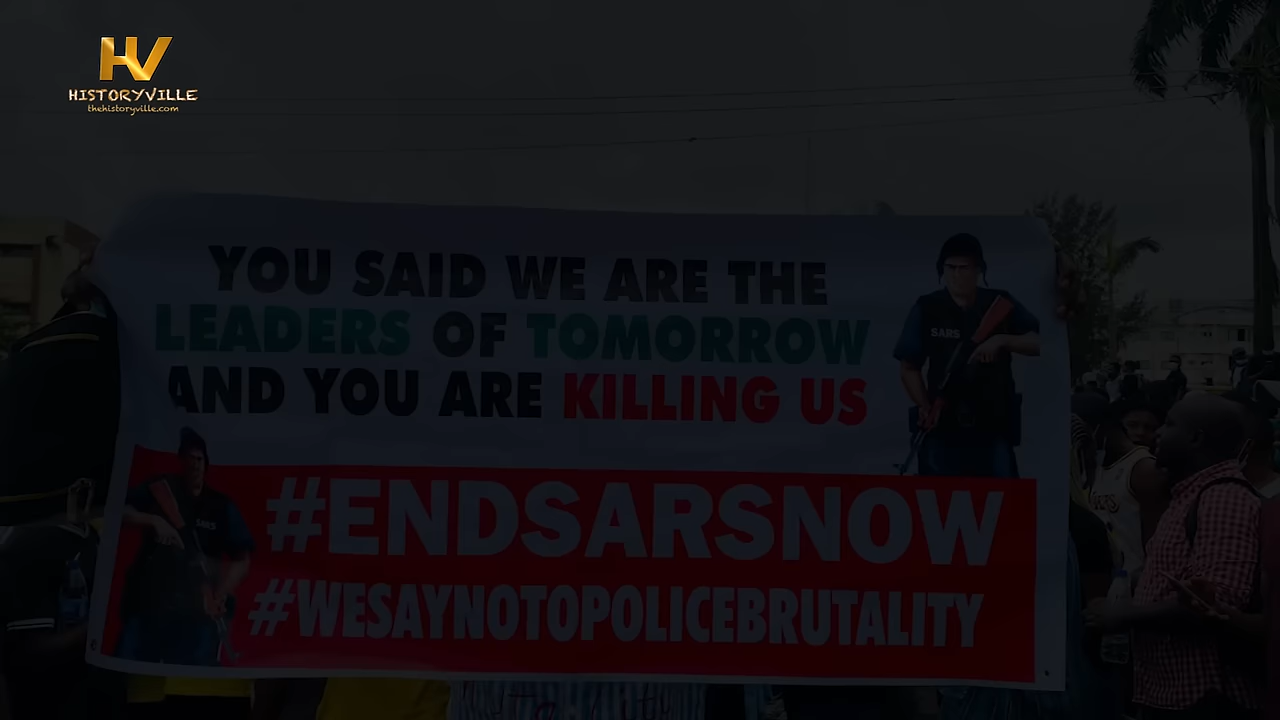 HV
HISTORYVILLE
thehistoryville.com
YOU SAID WE ARE THE
LEADERS OF TOMORROW
AND YOU ARE KILLING US
SARS
SARS
#ENDSARSNOW
#WESAYNOTOPOLICEBRUTALITY